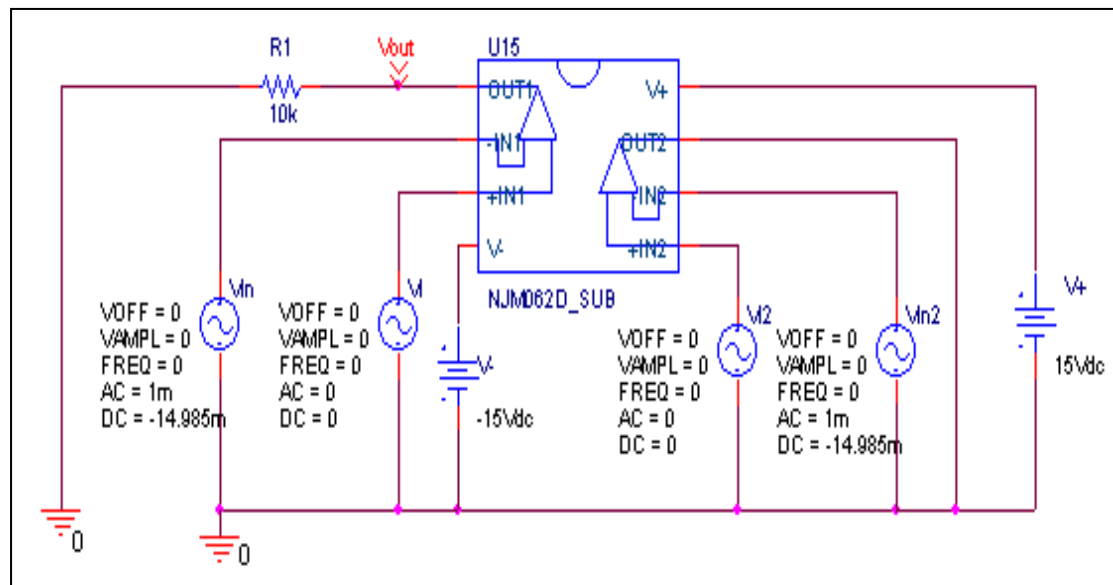 R1
Vout
U15
10k
OUT1
V+
-IN1
OUT2
+IN1
-IN2
V-
+IN2
NJM062D_SUB
Vin
VOFF = 0
VAMPL = 0
FREQ = 0
AC = 1m
DC = -14.985m
VOFF = 0
VAMPL = 0
FREQ = 0
AC = 0
DC = 0
V-
-15Vdc
Vi2
VOFF = 0
VAMPL = 0
FREQ = 0
AC = 0
DC = 0
Vin2
VOFF = 0
VAMPL = 0
FREQ = 0
AC = 1m
DC = -14.985m
V+
15Vdc
0
0